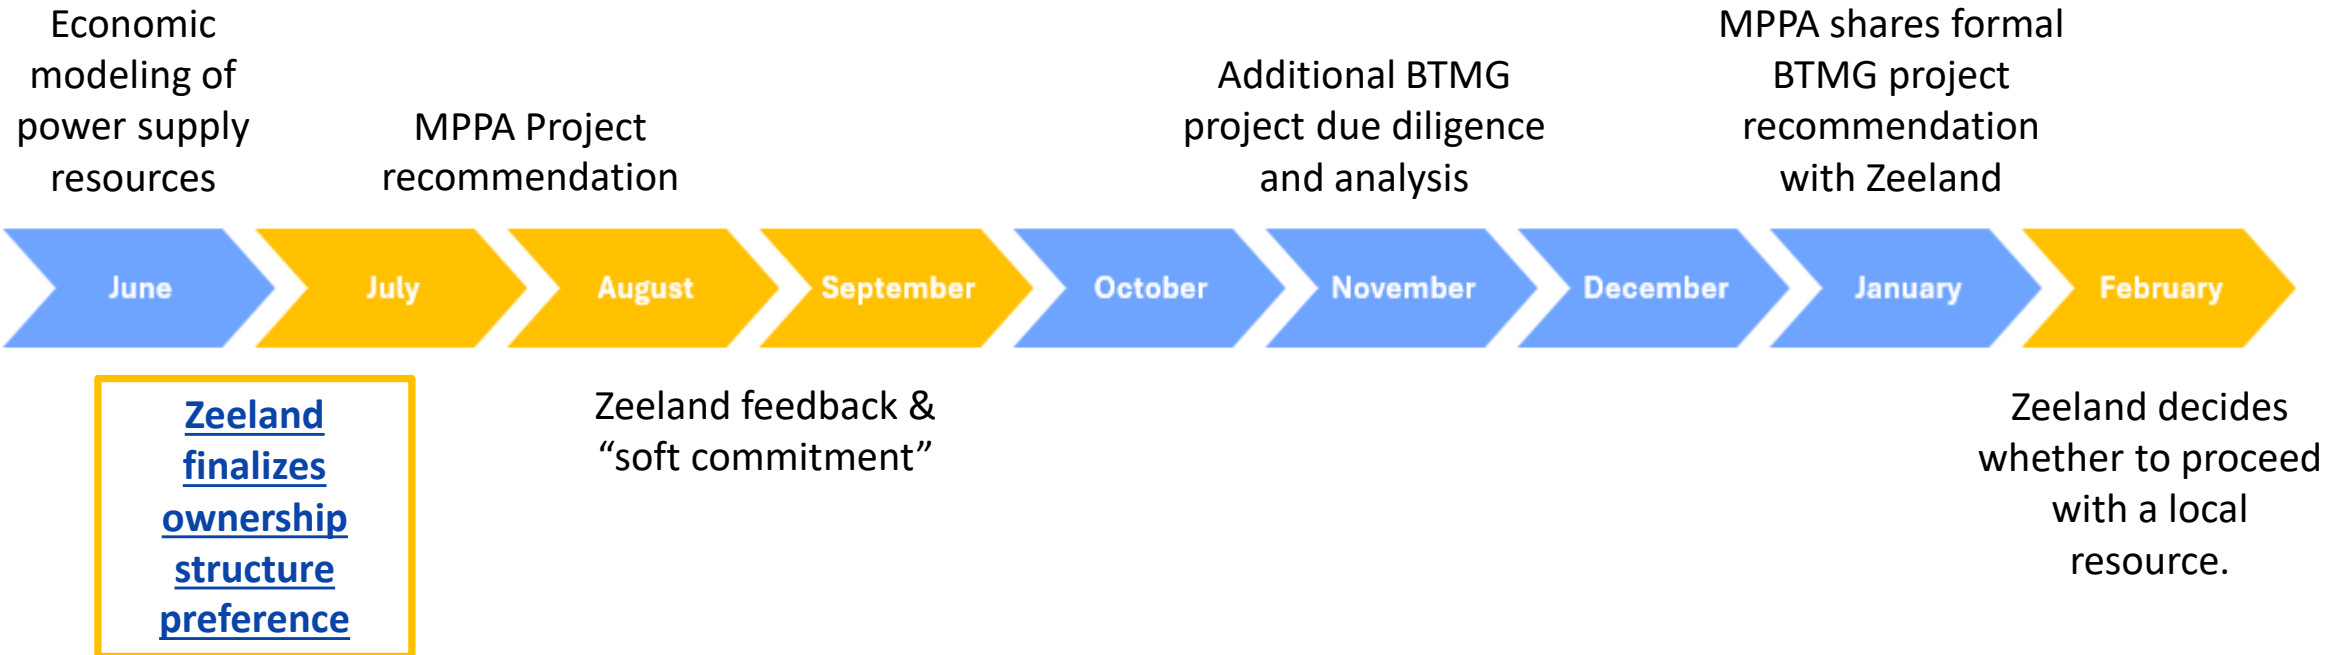 Economic
modeling of
power supply
resources
MPPA Project
recommendation
Additional BTMG
project due diligence
and analysis
MPPA shares formal
BTMG project
recommendation
with Zeeland
June
July
August
September
October
November
December
January
February
Zeeland
finalizes
ownership
structure
preference
Zeeland feedback &
“soft commitment”
Zeeland decides
whether to proceed
with a local
resource.